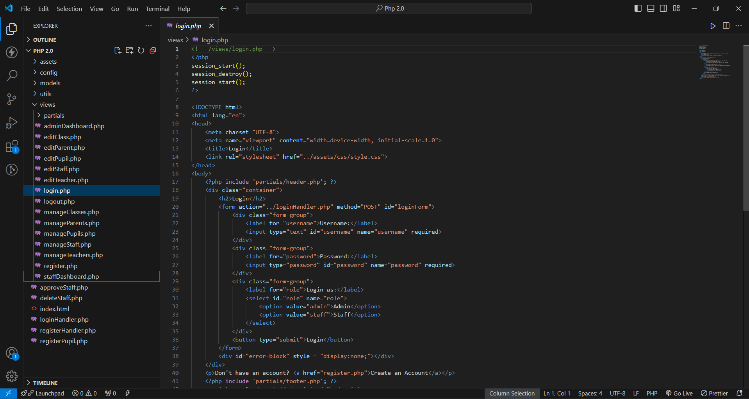 File Edit Selection View Go Run Terminal Help
PHP 2.0
EXPLORER
OUTLINE
PHP 2.0
assets
config
models
utils
views
partials
adminDashboard.php
editClass.php
editParent.php
editPupil.php
editStaff.php
editTeacher.php
login.php
logout.php
manageClasses.php
manageParents.php
managePupils.php
manageStaff.php
manageTeachers.php
register.php
staffDashboard.php
approveStaff.php
deleteStaff.php
index.html
loginHandler.php
registerHandler.php
registerPupil.php
TIMELINE
login.php
views > login.php
1 <!-- /views/login.php -->
2 <?php
3 session_start();
4 session_destroy();
5 session_start();
6 ?>
7
8 <!DOCTYPE html>
9 <html lang="en">
10 <head>
11 <meta charset="UTF-8">
12 <meta name="viewport" content="width=device-width, initial-scale=1.0">
13 <title>Login</title>
14 <link rel="stylesheet" href="../assets/css/style.css">
15 </head>
16 <body>
17 <?php include 'partials/header.php'; ?>
18 <div class="container">
19 <h2>Login</h2>
20 <form action="../loginHandler.php" method="POST" id="loginForm">
21 <div class="form-group">
22 <label for="username">Username:</label>
23 <input type="text" id="username" name="username" required>
24 </div>
25 <div class="form-group">
26 <label for="password">Password:</label>
27 <input type="password" id="password" name="password" required>
28 </div>
29 <div class="form-group">
30 <label for="role">Login as:</label>
31 <select id="role" name="role">
32 <option value="admin">Admin</option>
33 <option value="staff">Staff</option>
34 </select>
35 </div>
36 <button type="submit">Login</button>
37 </form>
38 <div id="error-block" style = "display:none;"></div>
39 </div>
40 <p>Don't have an account? <a href="register.php">Create an Account</a></p>
41 <?php include 'partials/footer.php'; ?>
Launchpad 0 0 0 Column Selection Ln 1, Col 1 Spaces: 4 UTF-8 LF PHP Go Live Prettier